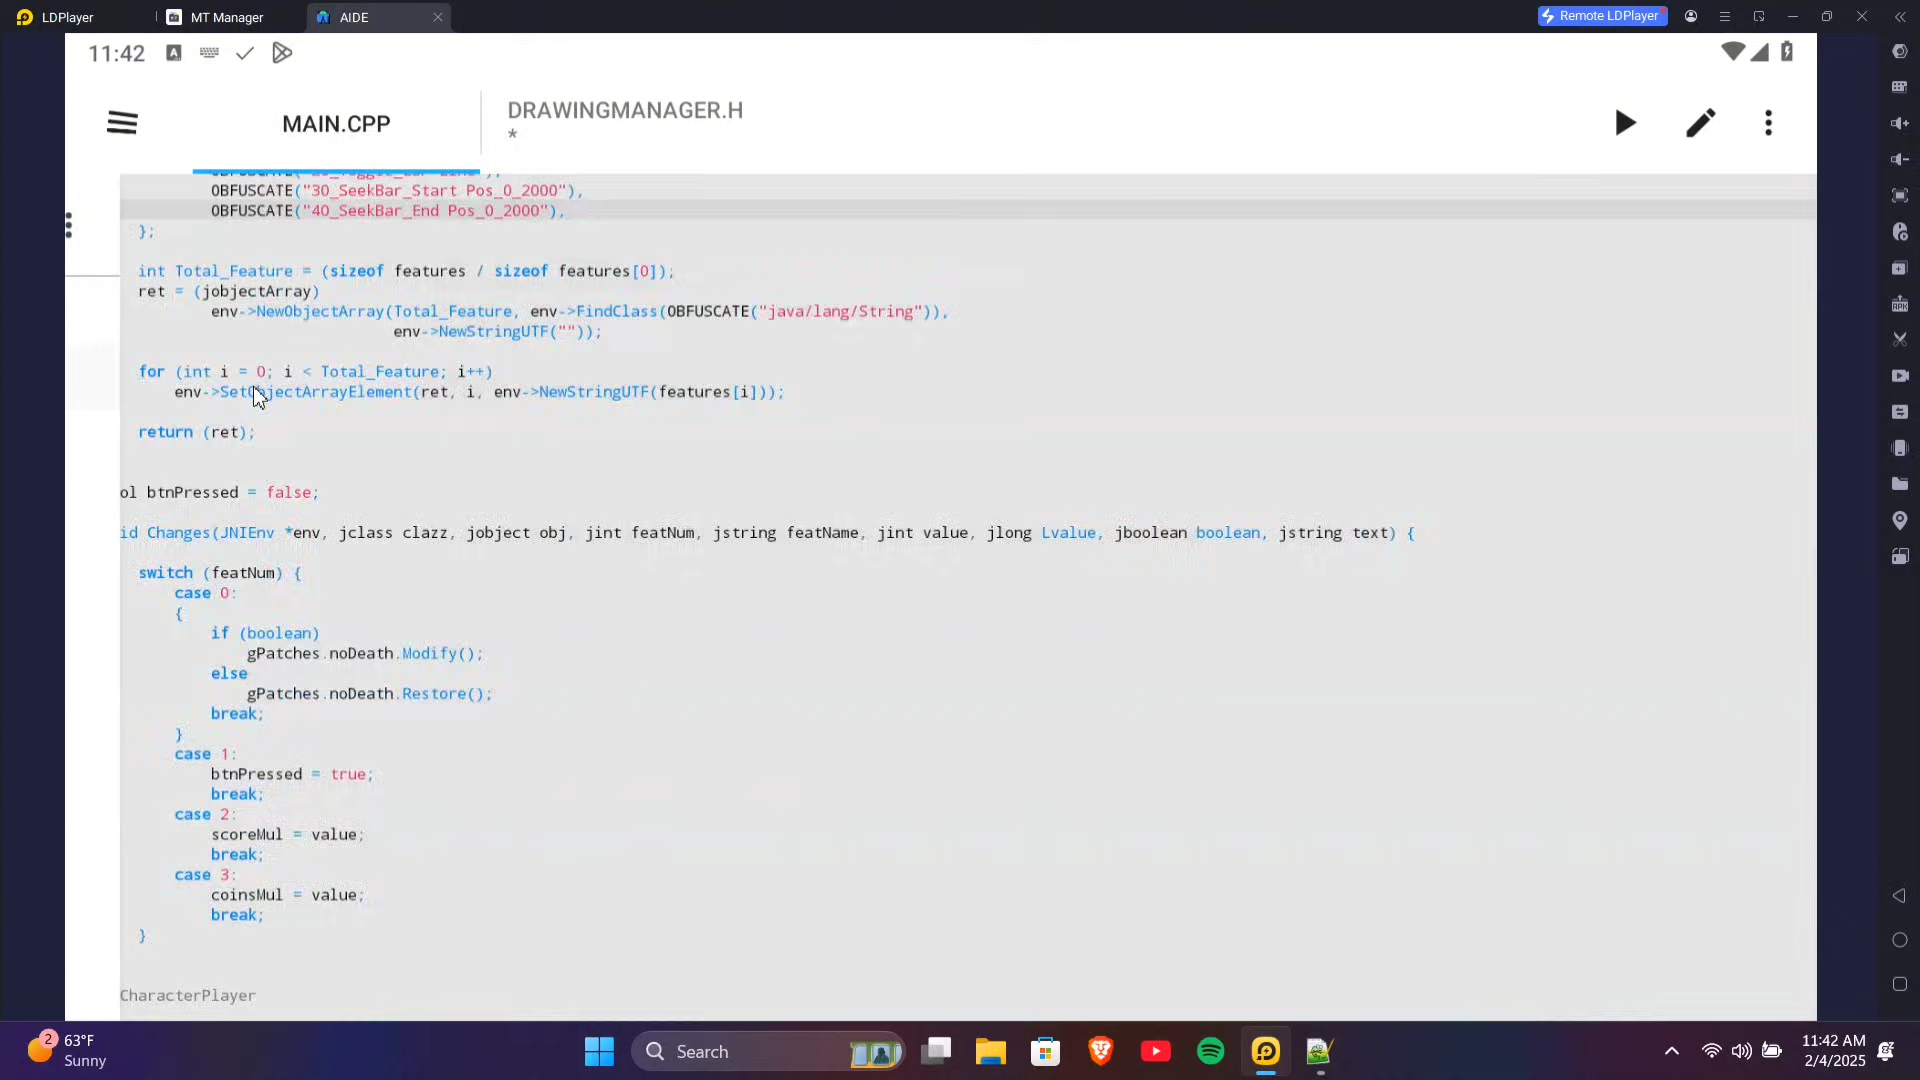 LDPlayer
MT Manager
AIDE
Remote LDPlayer
11:42
MAIN.CPP
DRAWINGMANAGER.H
*
OBFUSCATE("30_SeekBar_Start Pos_0_2000"),
OBFUSCATE("40_SeekBar_End Pos_0_2000"),
};
int Total_Feature = (sizeof features / sizeof features[0]);
ret = (jobjectArray)
env->NewObjectArray(Total_Feature, env->FindClass(OBFUSCATE("java/lang/String")),
env->NewStringUTF(""));
for (int i = 0; i < Total_Feature; i++)
env->SetObjectArrayElement(ret, i, env->NewStringUTF(features[i]));
return (ret);
ol btnPressed = false;
id Changes(JNIEnv *env, jclass clazz, jobject obj, jint featNum, jstring featName, jint value, jlong Lvalue, jboolean boolean, jstring text) {
switch (featNum) {
case 0:
{
if (boolean)
gPatches.noDeath.Modify();
else
gPatches.noDeath.Restore();
break;
}
case 1:
btnPressed = true;
break;
case 2:
scoreMul = value;
break;
case 3:
coinsMul = value;
break;
}
CharacterPlayer
2
63°F
Sunny
Search
11:42 AM
2/4/2025